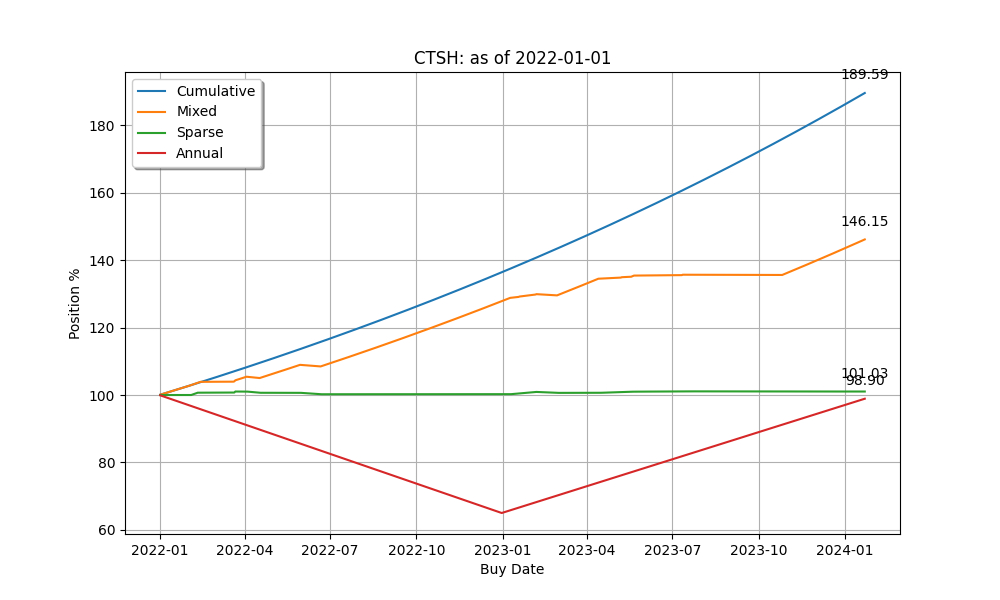 CTSH: as of 2022-01-01
Cumulative
Mixed
Sparse
Annual
189.59
146.15
101.03
98.90
Position %
180
160
140
120
100
80
60
2022-01 2022-04 2022-07 2022-10 2023-01 2023-04 2023-07 2023-10 2024-01
Buy Date